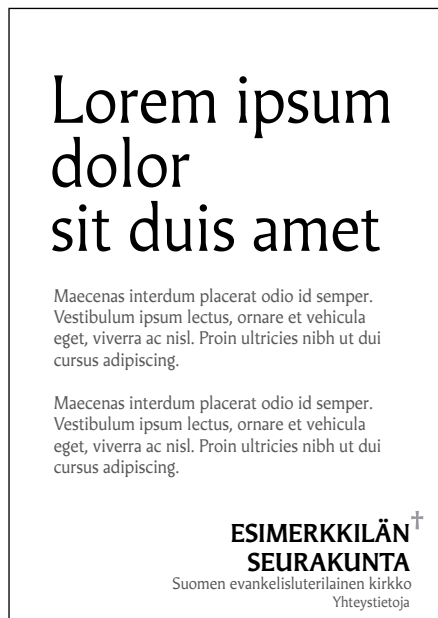 Lorem ipsum
dolor
sit duis amet
Maecenas interdum placerat odio id semper.
Vestibulum ipsum lectus, ornare et vehicula
eget, viverra ac nisl. Proin ultricies nibh ut dui
cursus adipiscing.
Maecenas interdum placerat odio id semper.
Vestibulum ipsum lectus, ornare et vehicula
eget, viverra ac nisl. Proin ultricies nibh ut dui
cursus adipiscing.
ESIMERKKILÄN
SEURAKUNTA
Suomen evankelisluterilainen kirkko
Yhteystietoja